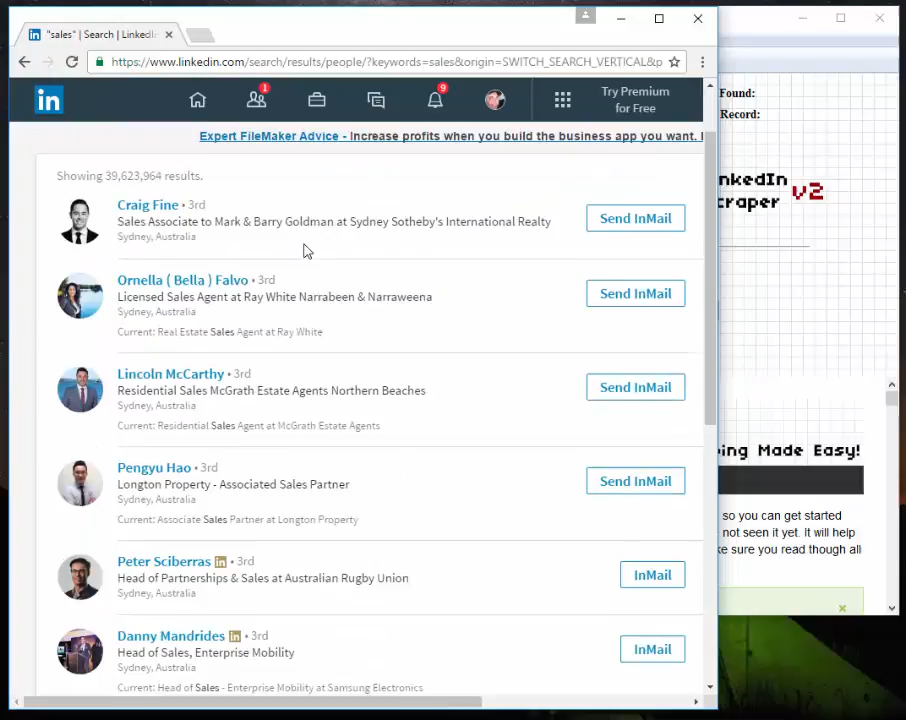 "sales" | Search | LinkedIn
https://www.linkedin.com/search/results/people/?keywords=sales&origin=SWITCH_SEARCH_VERTICAL&p
in
1
9
Try Premium
for Free
Expert FileMaker Advice - Increase profits when you build the business app you want.
Showing 39,623,964 results.
Craig Fine • 3rd
Sales Associate to Mark & Barry Goldman at Sydney Sotheby's International Realty
Sydney, Australia
Send InMail
Ornella ( Bella ) Falvo • 3rd
Licensed Sales Agent at Ray White Narrabeen & Narraweena
Sydney, Australia
Current: Real Estate Sales Agent at Ray White
Send InMail
Lincoln McCarthy • 3rd
Residential Sales McGrath Estate Agents Northern Beaches
Sydney, Australia
Current: Residential Sales Agent at McGrath Estate Agents
Send InMail
Pengyu Hao • 3rd
Longton Property - Associated Sales Partner
Sydney, Australia
Current: Associate Sales Partner at Longton Property
Send InMail
Peter Sciberras in • 3rd
Head of Partnerships & Sales at Australian Rugby Union
Sydney, Australia
InMail
Danny Mandrides in • 3rd
Head of Sales, Enterprise Mobility
Sydney, Australia
Current: Head of Sales - Enterprise Mobility at Samsung Electronics
InMail
Found:
Record:
nkedIn
craper
v2
ping Made Easy!
so you can get started
not seen it yet. It will help
ke sure you read though all